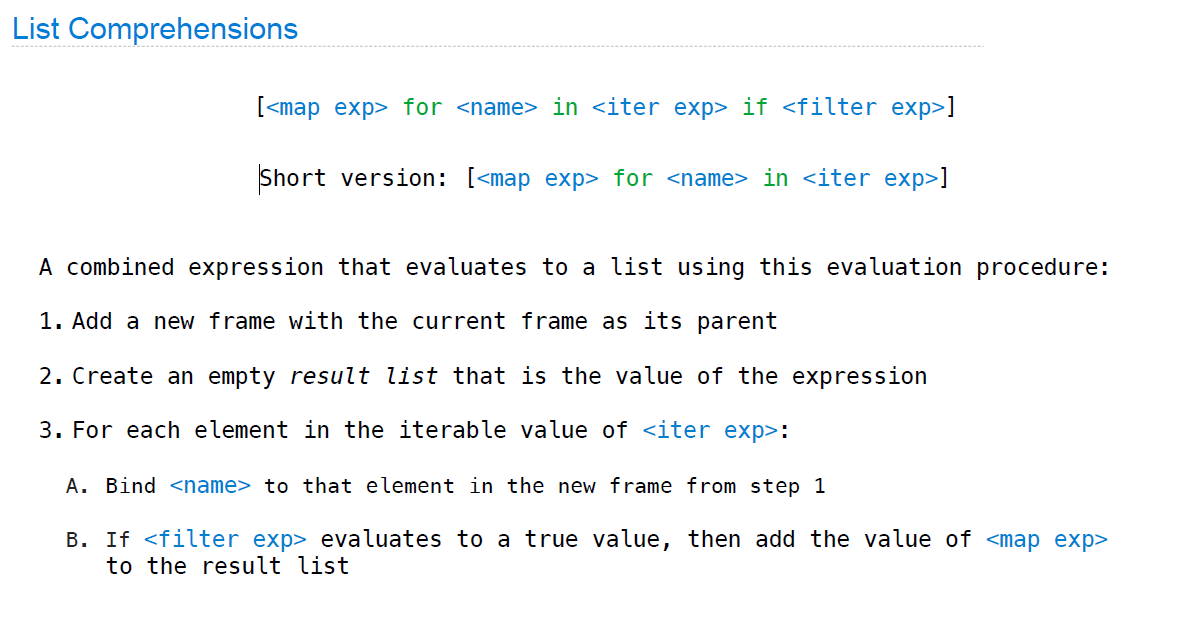 List Comprehensions
[<map exp> for <name> in <iter exp> if <filter exp>]
Short version: [<map exp> for <name> in <iter exp>]
A combined expression that evaluates to a list using this evaluation procedure:
1. Add a new frame with the current frame as its parent
2. Create an empty result list that is the value of the expression
3. For each element in the iterable value of <iter exp>:
A. Bind <name> to that element in the new frame from step 1
B. If <filter exp> evaluates to a true value, then add the value of <map exp>
to the result list